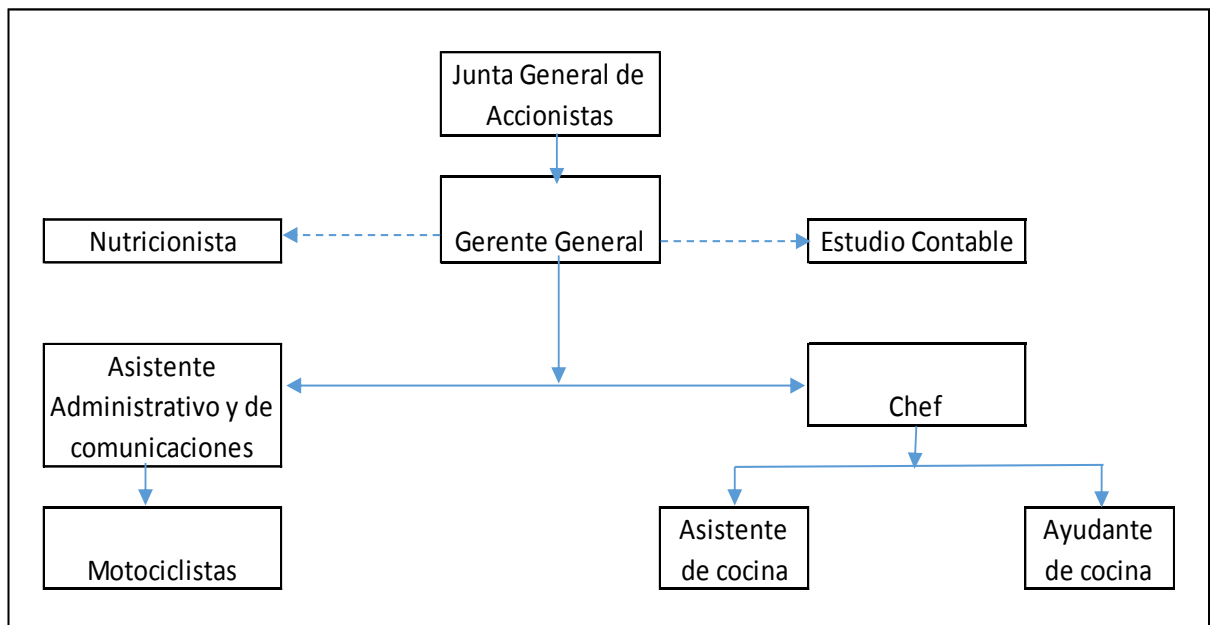 Junta General de
Accionistas
Nutricionista
Gerente General
Estudio Contable
Asistente
Administrativo y de
comunicaciones
Chef
Motociclistas
Asistente
de cocina
Ayudante
de cocina